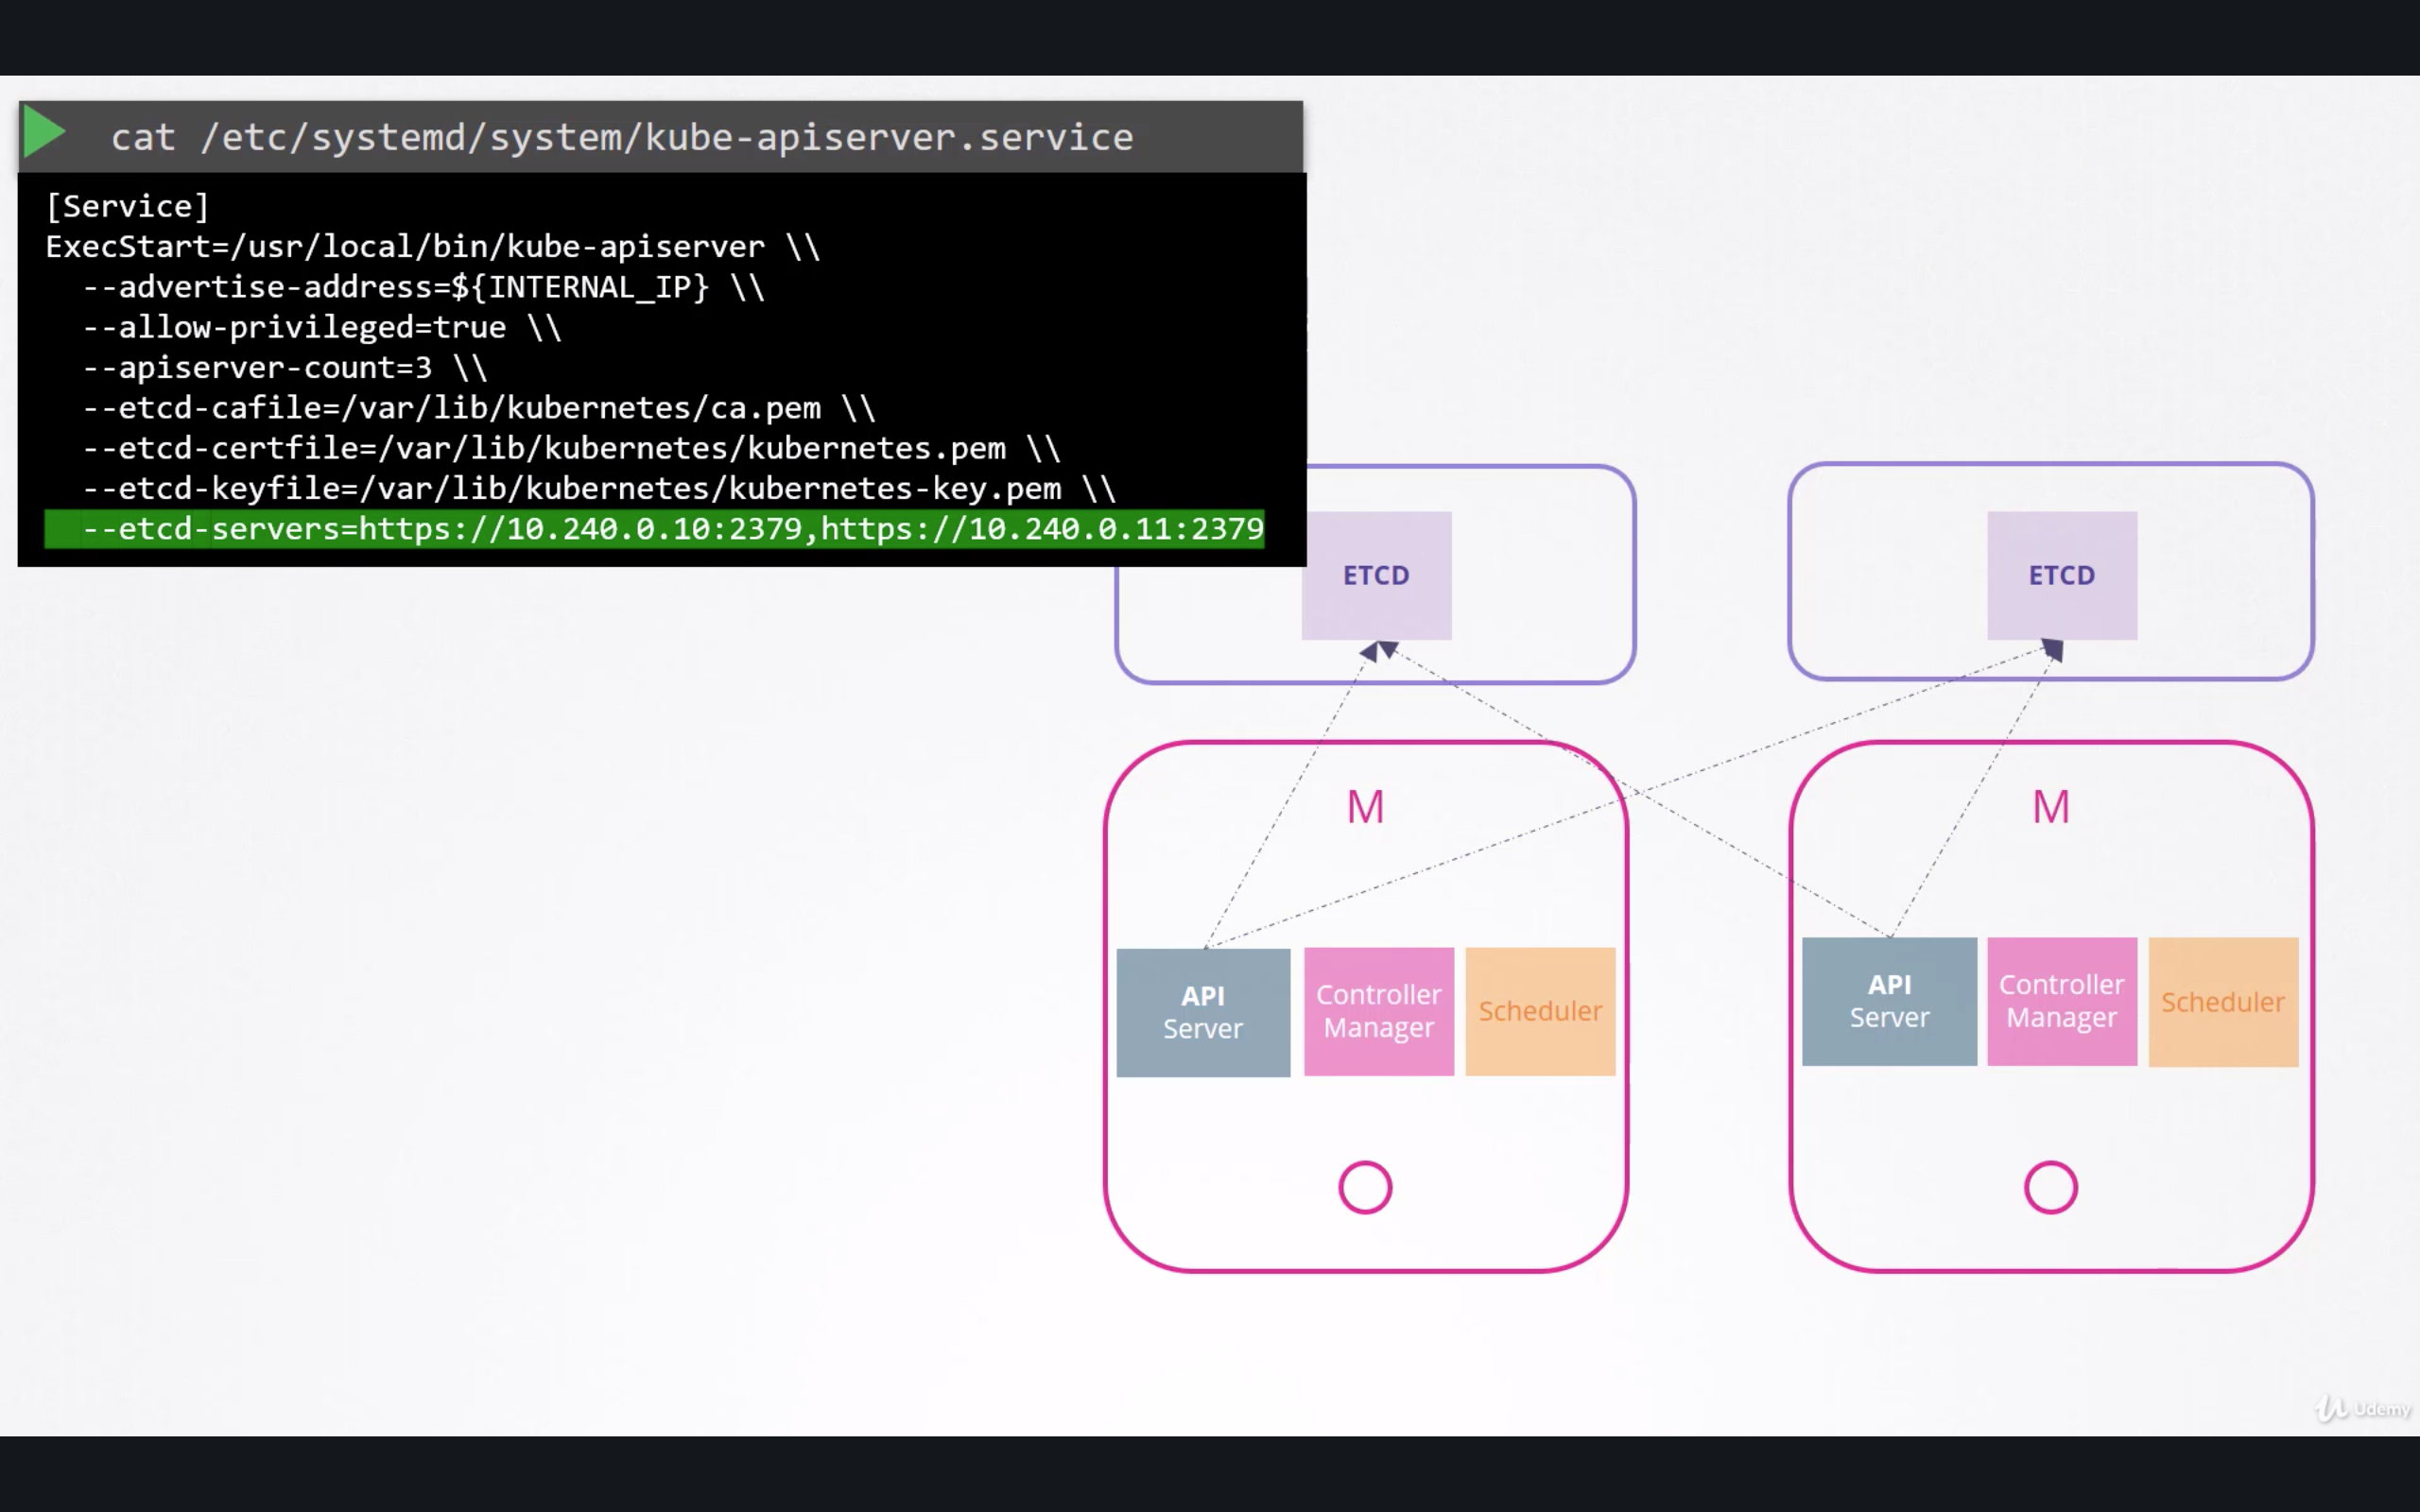 cat /etc/systemd/system/kube-apiserver.service
[Service]
ExecStart=/usr/local/bin/kube-apiserver \\
--advertise-address=${INTERNAL_IP} \\
--allow-privileged=true \\
--apiserver-count=3 \\
--etcd-cafile=/var/lib/kubernetes/ca.pem \\
--etcd-certfile=/var/lib/kubernetes/kubernetes.pem \\
--etcd-keyfile=/var/lib/kubernetes/kubernetes-key.pem \\
--etcd-servers=https://10.240.0.10:2379,https://10.240.0.11:2379
ETCD
ETCD
M
M
API
Server
Controller
Manager
Scheduler
API
Server
Controller
Manager
Scheduler
Udemy